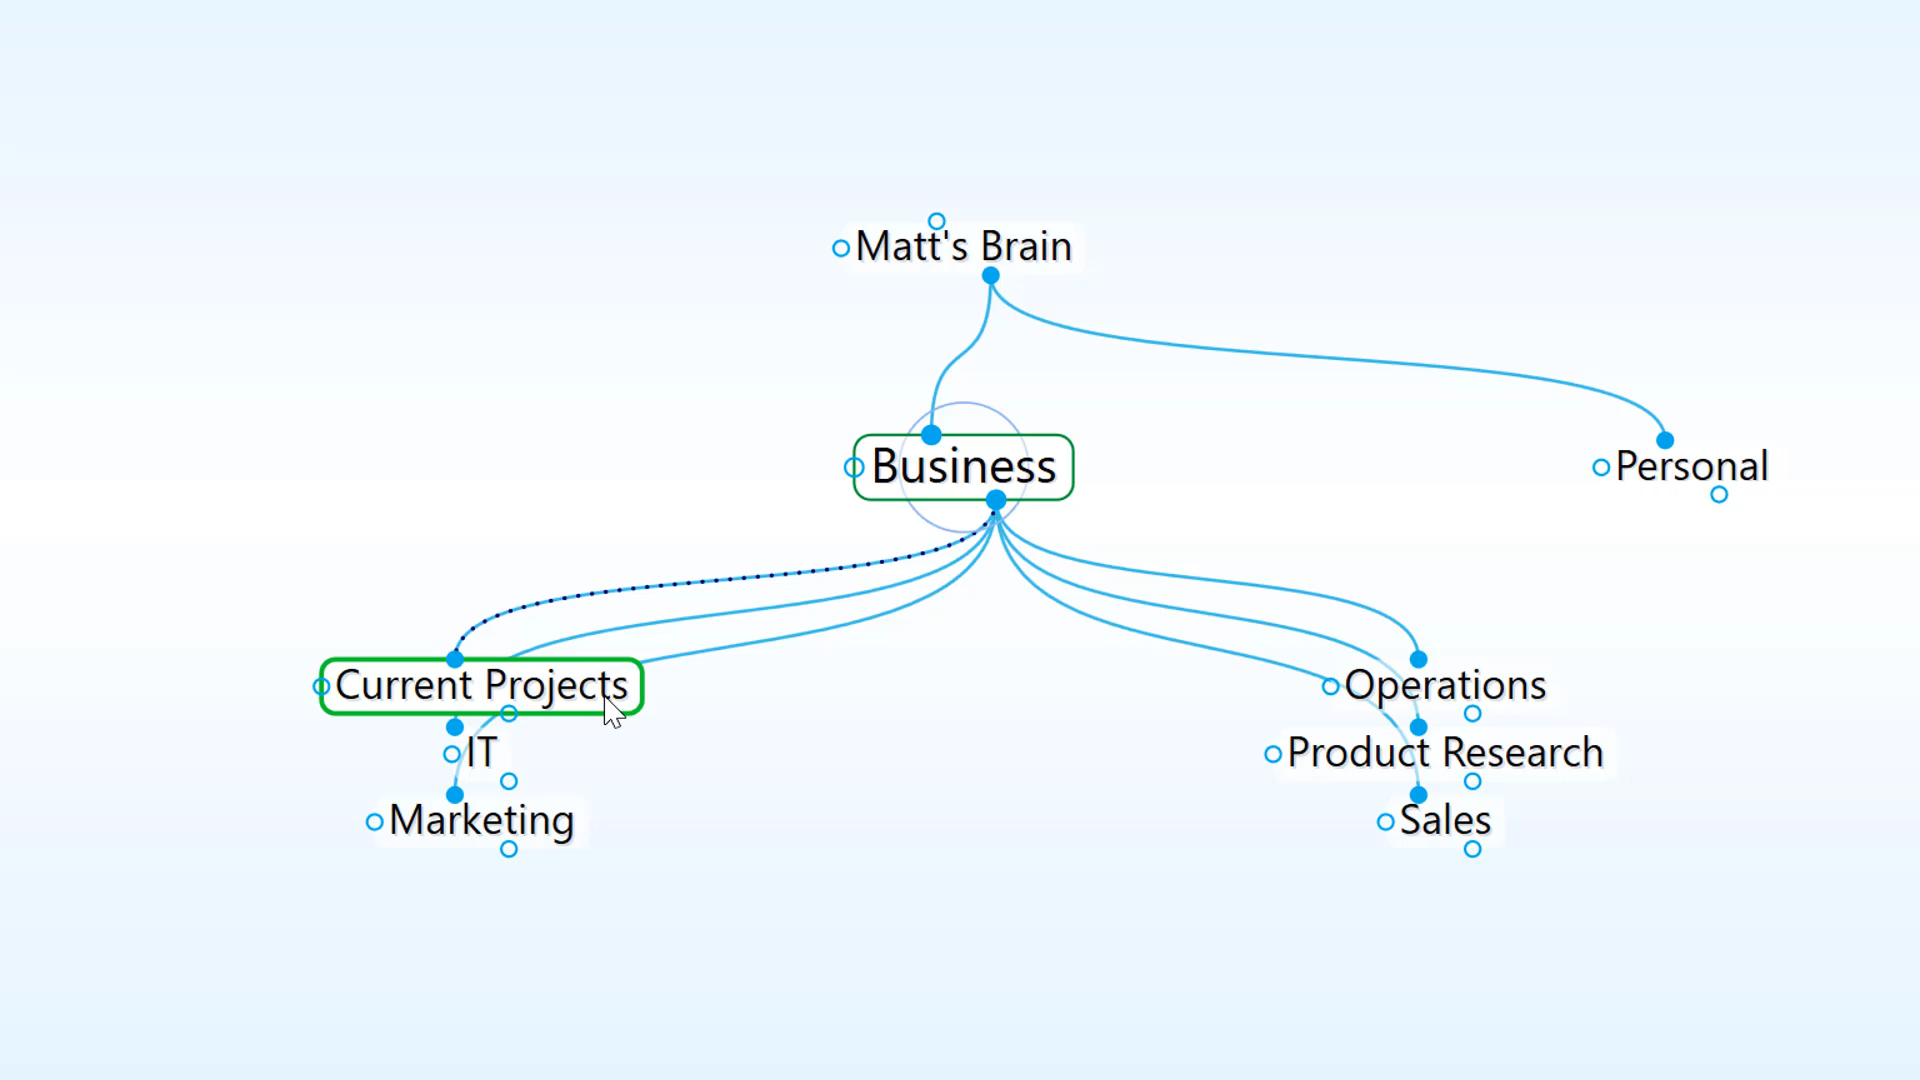 Matt's Brain
Business
Personal
Current Projects
IT
Marketing
Operations
Product Research
Sales